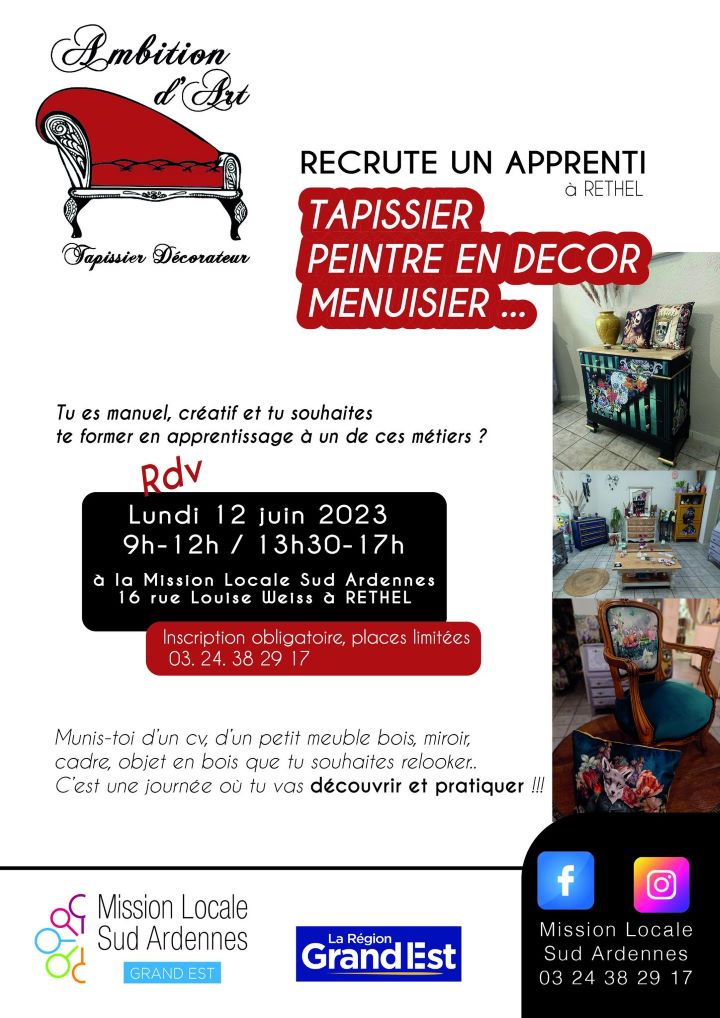 Ambition
d'Art
Tapissier Décorateur
RECRUTE UN APPRENTI
à RETHEL
TAPISSIER
PEINTRE EN DECOR
MENUISIER ...
Tu es manuel, créatif et tu souhaites
te former en apprentissage à un de ces métiers ?
Rdv
Lundi 12 juin 2023
9h-12h / 13h30-17h
à la Mission Locale Sud Ardennes
16 rue Louise Weiss à RETHEL
Inscription obligatoire, places limitées
03. 24. 38 29 17
Munis-toi d'un cv, d'un petit meuble bois, miroir,
cadre, objet en bois que tu souhaites relooker..
C'est une journée où tu vas découvrir et pratiquer !!!
Mission Locale
Sud Ardennes
GRAND EST
La Région
GrandEst
Mission Locale
Sud Ardennes
03 24 38 29 17